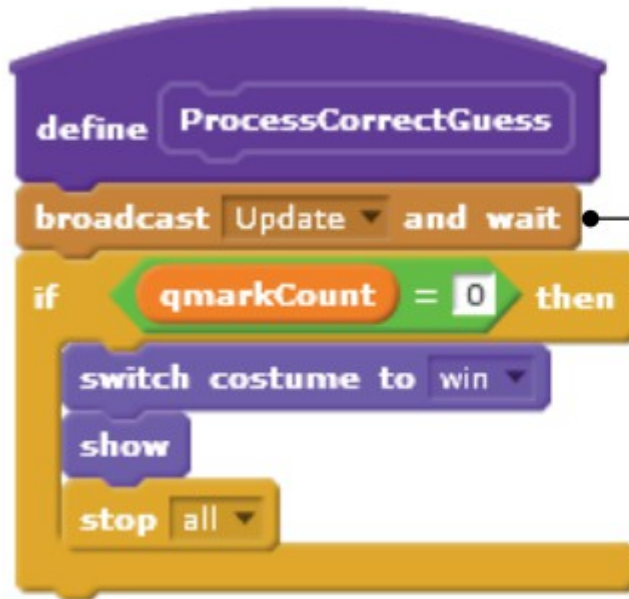 define ProcessCorrectGuess
broadcast Update and wait
if qmarkCount = 0 then
switch costume to win
show
stop all